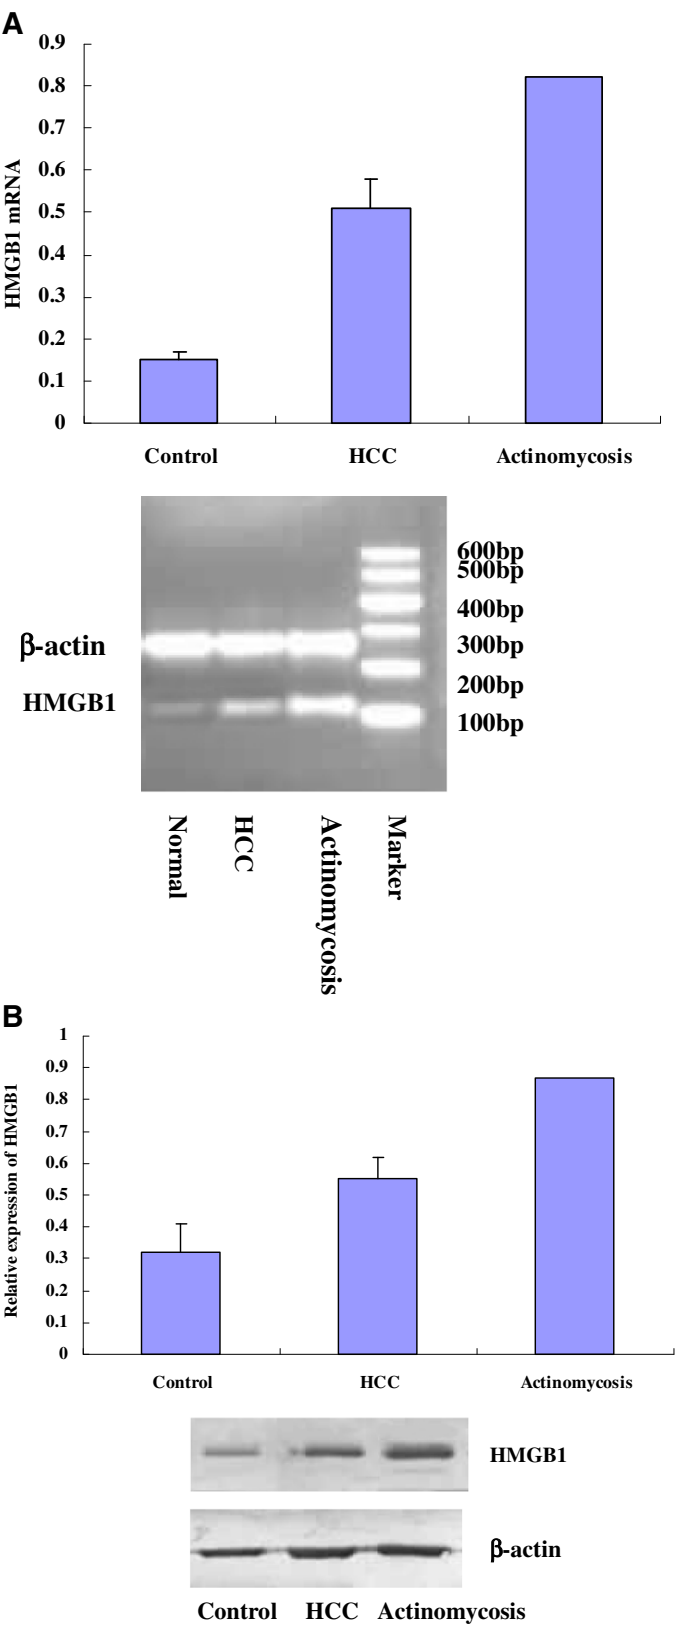 A
0.9
0.8
0.7
0.6
0.5
0.4
0.3
0.2
0.1
0
HMGB1 mRNA
Control HCC Actinomycosis
600bp
500bp
400bp
β-actin 300bp
200bp
HMGB1
100bp
Normal
HCC
Actinomycosis
Marker
B
1
0.9
0.8
0.7
0.6
0.5
0.4
0.3
0.2
0.1
0
Relative expression of HMGB1
Control HCC Actinomycosis
HMGB1
β-actin
Control HCC Actinomycosis